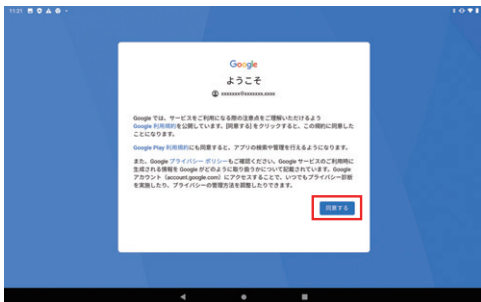 11:21
Google
ようこそ
Google では、サービスをご利用になる際の注意点をご理解いただけるよう
Google 利用規約を公開しています。[同意する] をクリックすると、この規約に同意した
ことになります。
Google Play 利用規約にも同意すると、アプリの検索や管理を行えるようになります。
また、Google プライバシー ポリシーもご確認ください。Google サービスのご利用時に
生成される情報を Google がどのように取り扱うかについて記載されています。Google
アカウント（account.google.com）にアクセスすることで、いつでもプライバシー診断
を実施したり、プライバシーの管理方法を調整したりできます。
同意する